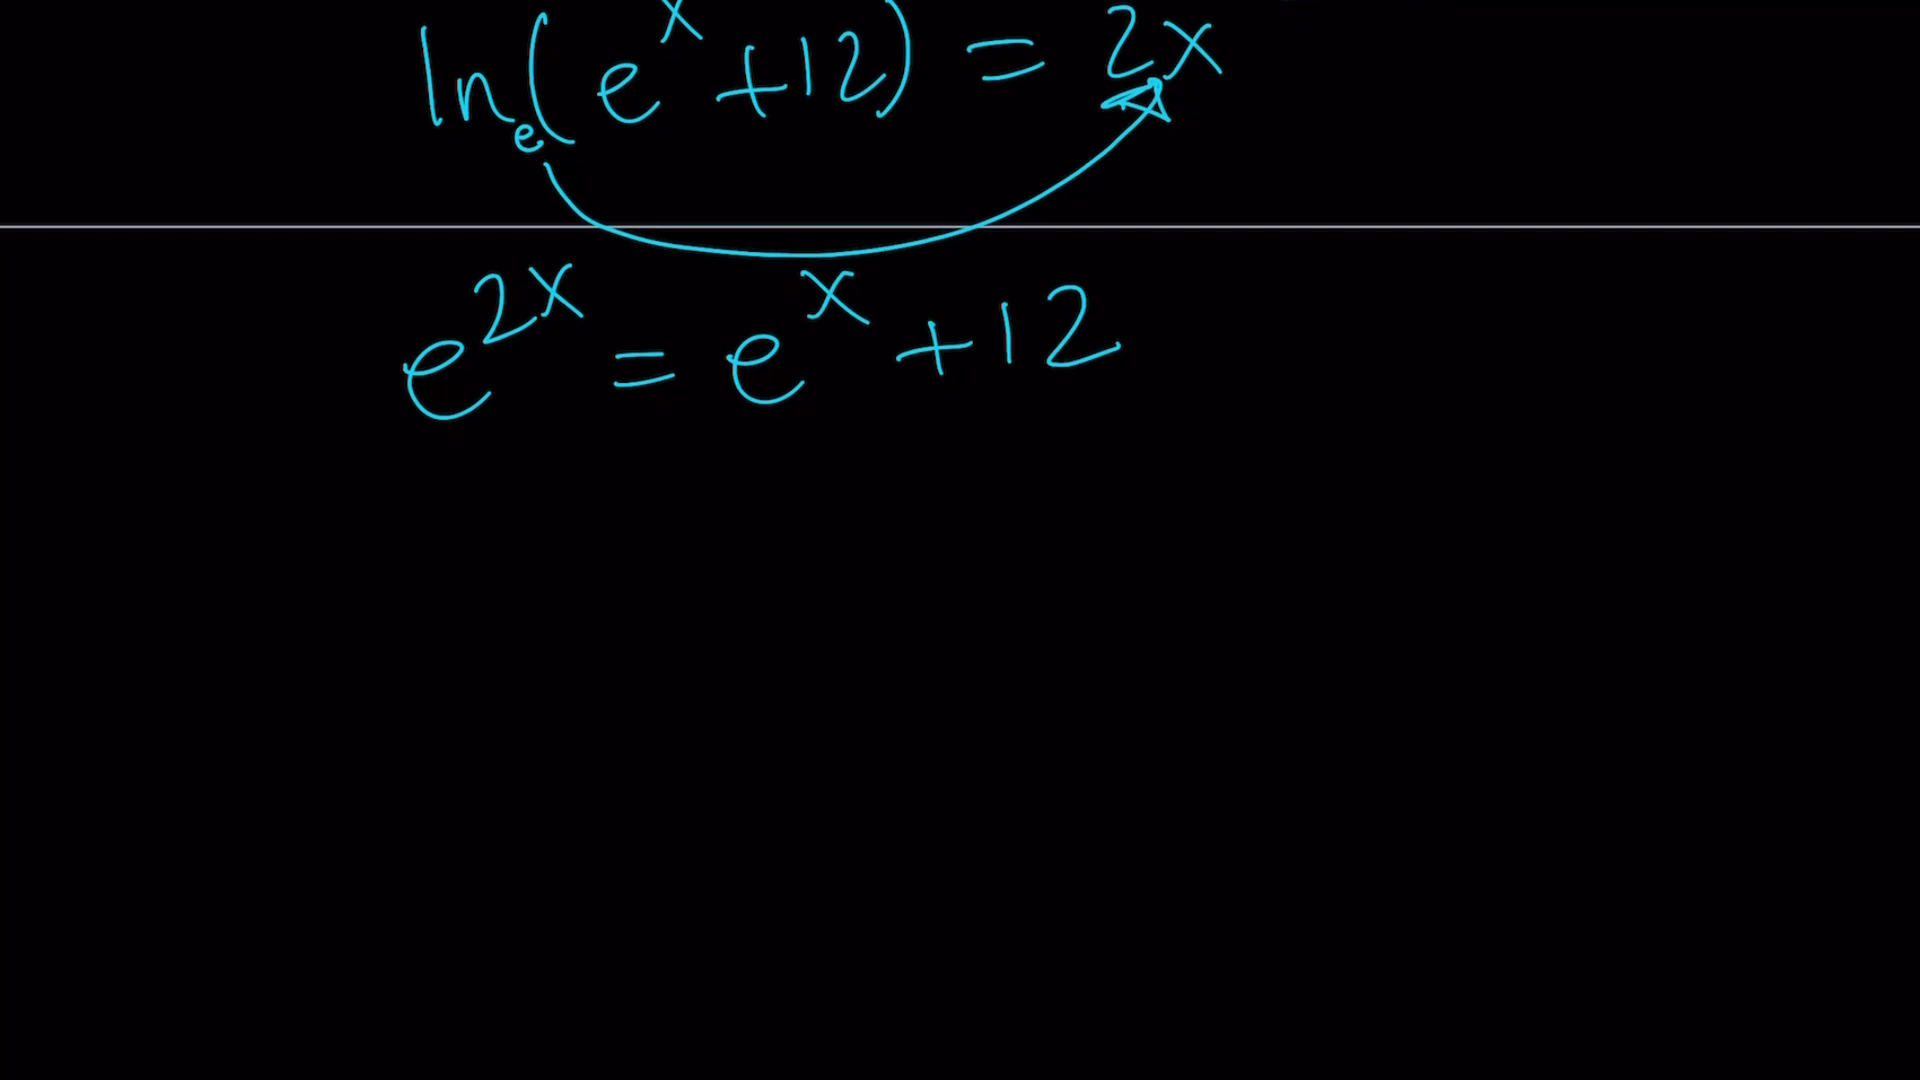 ln_e(e^x + 12) = 2x
e^{2x} = e^x + 12